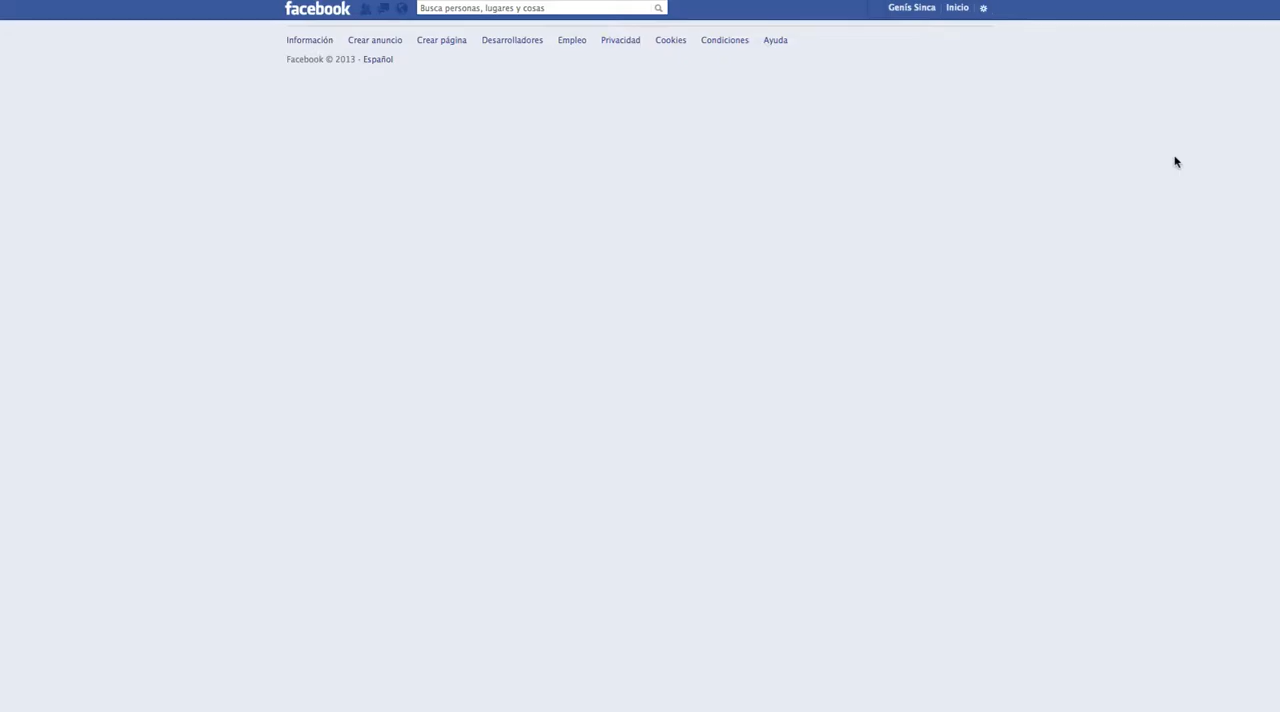 facebook Busca personas, lugares y cosas Genís Sinca Inicio
Información Crear anuncio Crear página Desarrolladores Empleo Privacidad Cookies Condiciones Ayuda
Facebook © 2013 · Español